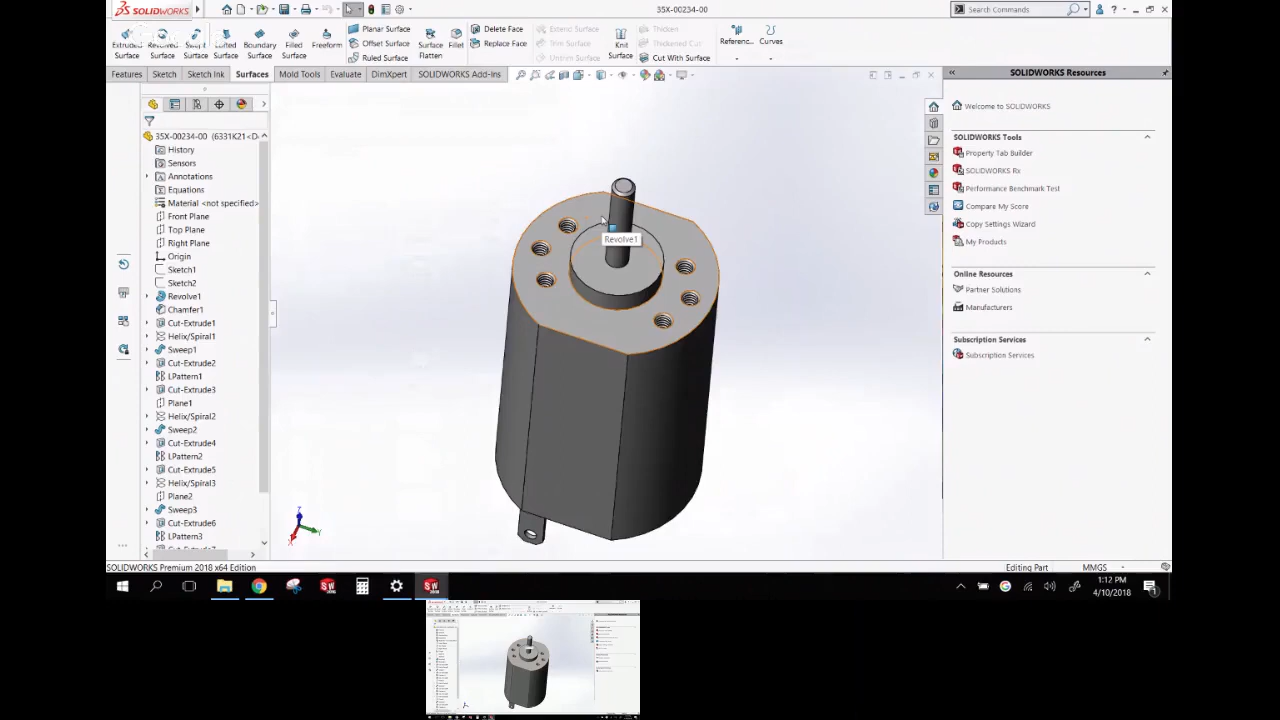 SOLIDWORKS
35X-00234-00
Search Commands
Extruded Surface
Revolved Surface
Swept Surface
Lofted Surface
Boundary Surface
Filled Surface
Freeform
Planar Surface
Offset Surface
Ruled Surface
Surface Flatten
Fillet
Delete Face
Replace Face
Extend Surface
Trim Surface
Untrim Surface
Knit Surface
Thicken
Thickened Cut
Cut With Surface
Referenc...
Curves
Features
Sketch
Sketch Ink
Surfaces
Mold Tools
Evaluate
DimXpert
SOLIDWORKS Add-Ins
SOLIDWORKS Resources
35X-00234-00 (6331K21<D
History
Sensors
Annotations
Equations
Material <not specified>
Front Plane
Top Plane
Right Plane
Origin
Sketch1
Sketch2
Revolve1
Chamfer1
Cut-Extrude1
Helix/Spiral1
Sweep1
Cut-Extrude2
LPattern1
Cut-Extrude3
Plane1
Helix/Spiral2
Sweep2
Cut-Extrude4
LPattern2
Cut-Extrude5
Helix/Spiral3
Plane2
Sweep3
Cut-Extrude6
LPattern3
Revolve1
Z
Y
X
Welcome to SOLIDWORKS
SOLIDWORKS Tools
Property Tab Builder
SOLIDWORKS Rx
Performance Benchmark Test
Compare My Score
Copy Settings Wizard
My Products
Online Resources
Partner Solutions
Manufacturers
Subscription Services
Subscription Services
SOLIDWORKS Premium 2018 x64 Edition
Editing Part
MMGS
1:12 PM
4/10/2018